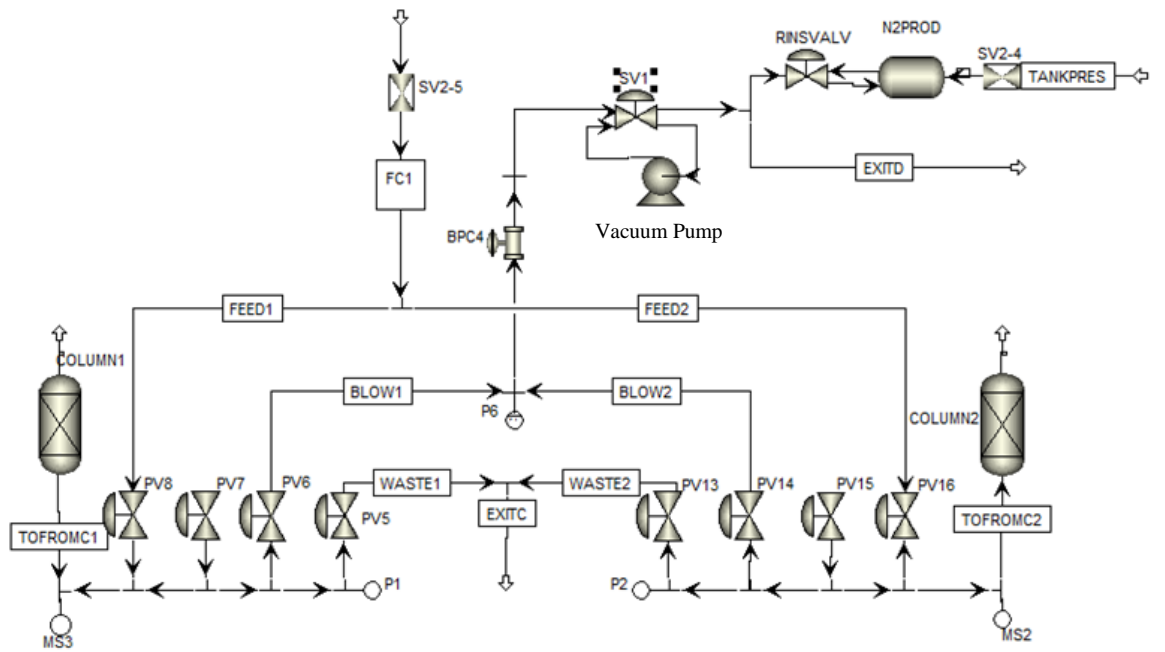 N2PROD
RINSVALV
SV2-4
TANKPRES
SV1
SV2-5
EXITD
FC1
Vacuum Pump
BPC4
FEED1
FEED2
COLUMN1
BLOW1
BLOW2
P6
COLUMN2
PV8
PV7
PV6
WASTE1
WASTE2
PV13
PV14
PV15
PV16
PV5
EXITC
TOFROMC1
TOFROMC2
P1
P2
MS3
MS2